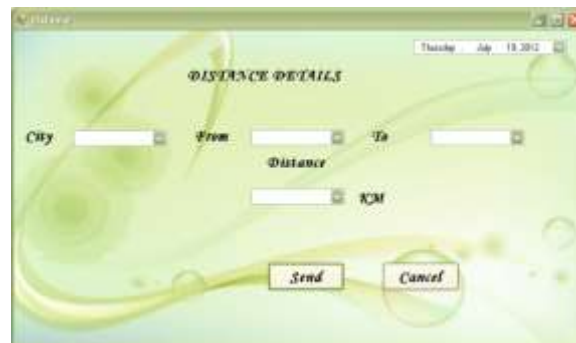 Thursday, July 19, 2012
DISTANCE DETAILS
City From To
Distance
KM
Send Cancel